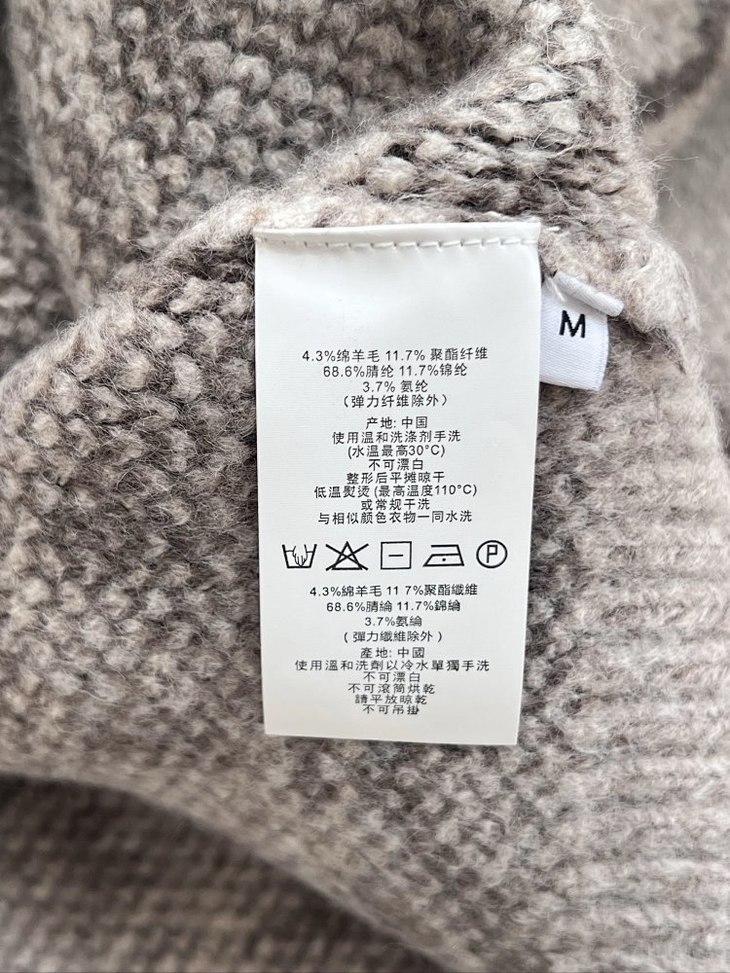 M
4.3%绵羊毛 11.7% 聚酯纤维
68.6%腈纶 11.7%锦纶
3.7% 氨纶
（弹力纤维除外）
产地: 中国
使用温和洗涤剂手洗
(水温最高30°C)
不可漂白
整形后平摊晾干
低温熨烫 (最高温度110°C)
或常规干洗
与相似颜色衣物一同水洗
P
4.3%綿羊毛 11 7%聚酯纖維
68.6%腈綸 11.7%錦綸
3.7%氨綸
( 彈力纖維除外 )
產地: 中國
使用溫和洗劑以冷水單獨手洗
不可漂白
不可滾筒烘乾
請平放晾乾
不可吊掛